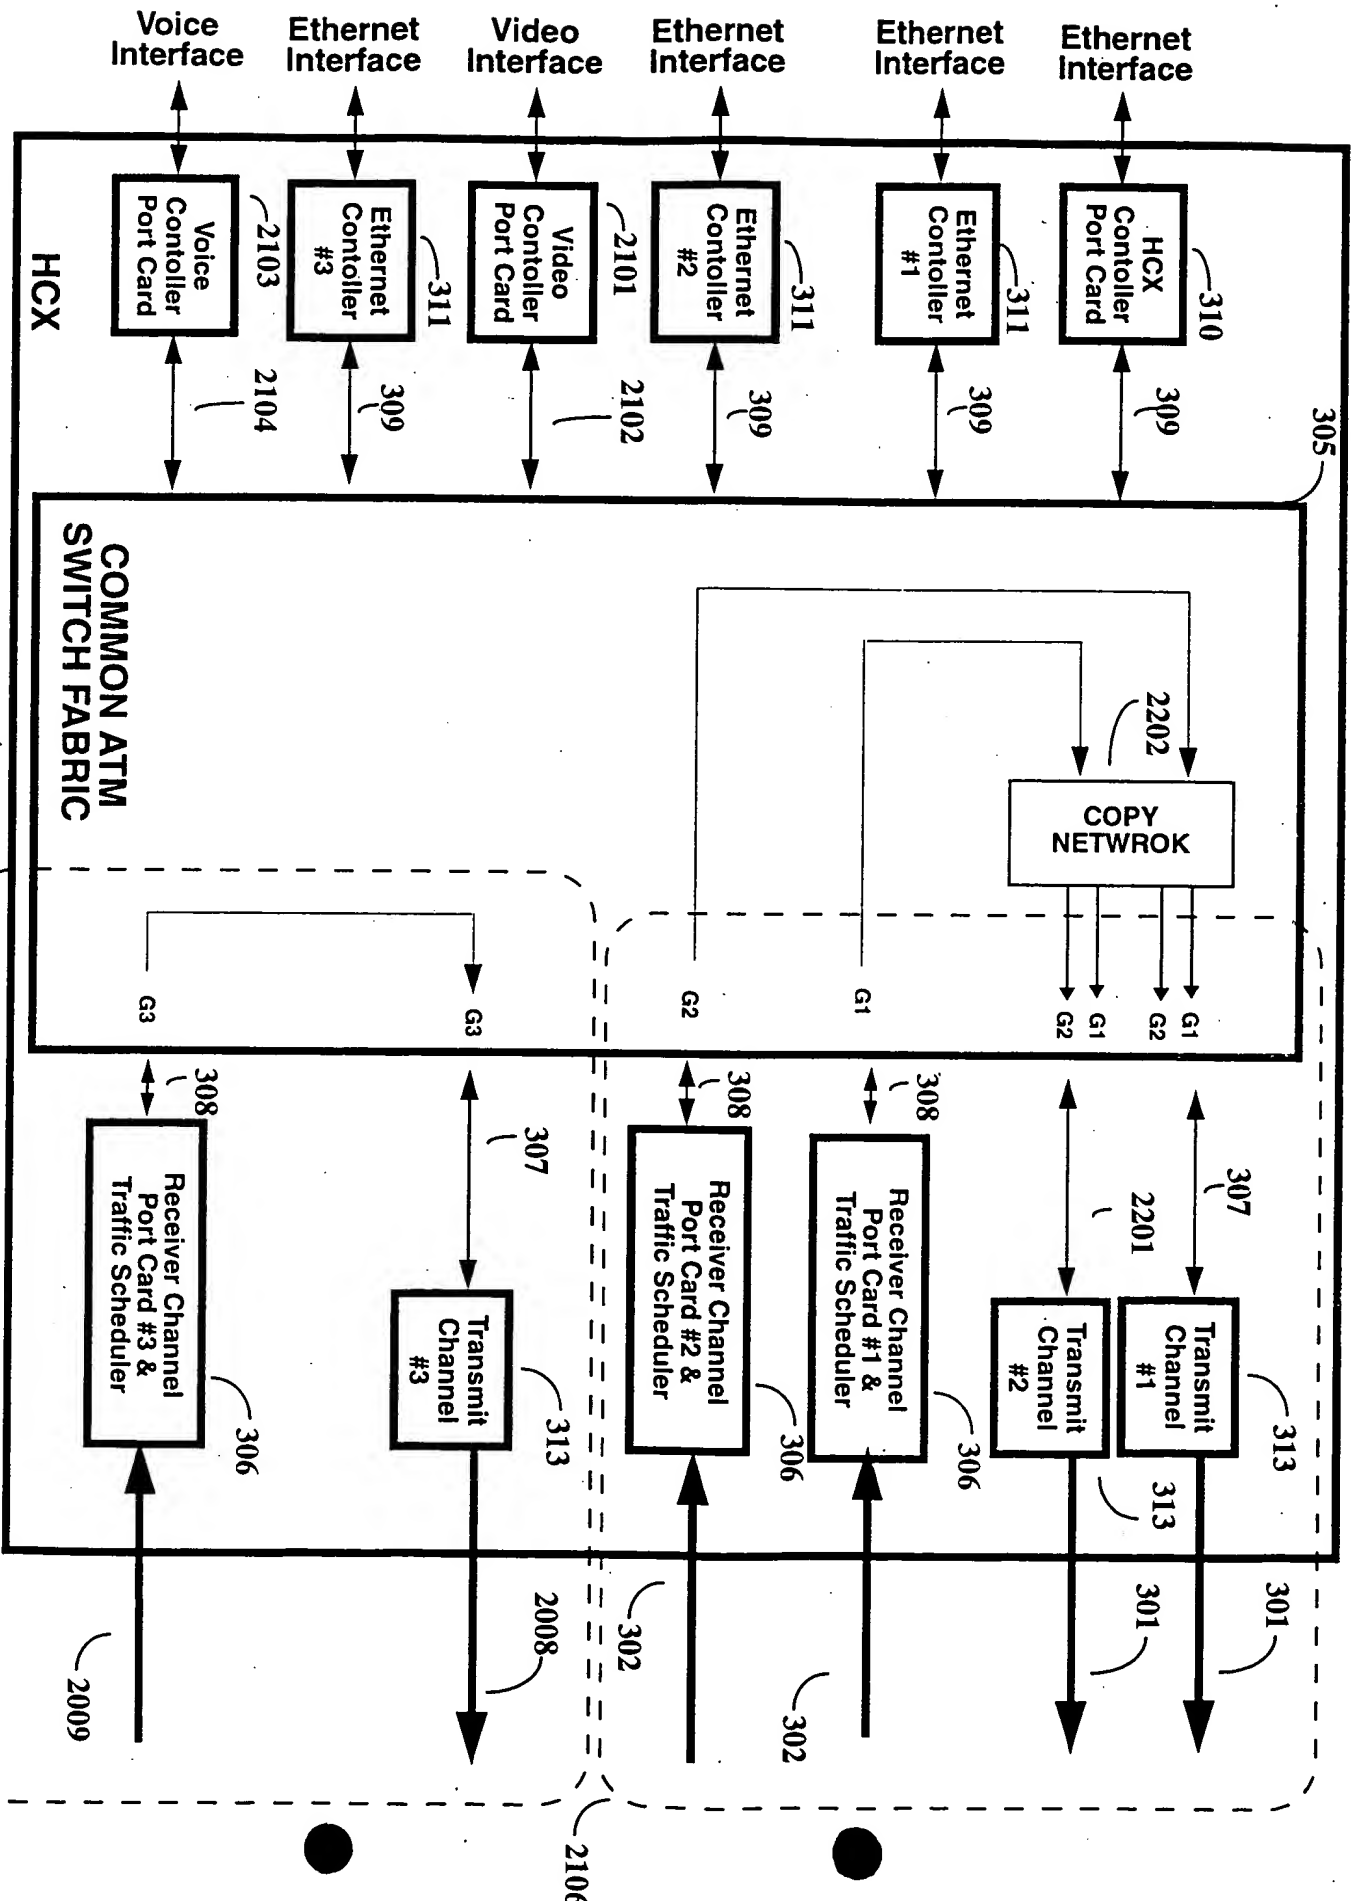 Voice
Interface
Ethernet
Interface
Video
Interface
Ethernet
Interface
Ethernet
Interface
Ethernet
Interface
HCX
Voice
Contoller
Port Card
2103
Ethernet
Contoller
#3
311
Video
Contoller
Port Card
2101
Ethernet
Contoller
#2
311
Ethernet
Contoller
#1
311
HCX
Contoller
Port Card
310
2104
309
2102
309
309
309
305
COMMON ATM
SWITCH FABRIC
2202
COPY
NETWROK
G3
G3
G2
G1
G2
G1
G2
G1
308
307
308
308
2201
307
Receiver Channel
Port Card #3 &
Traffic Scheduler
306
Transmit
Channel
#3
313
Receiver Channel
Port Card #2 &
Traffic Scheduler
306
Receiver Channel
Port Card #1 &
Traffic Scheduler
306
Transmit
Channel
#2
313
Transmit
Channel
#1
313
2009
2008
302
302
301
301
2106